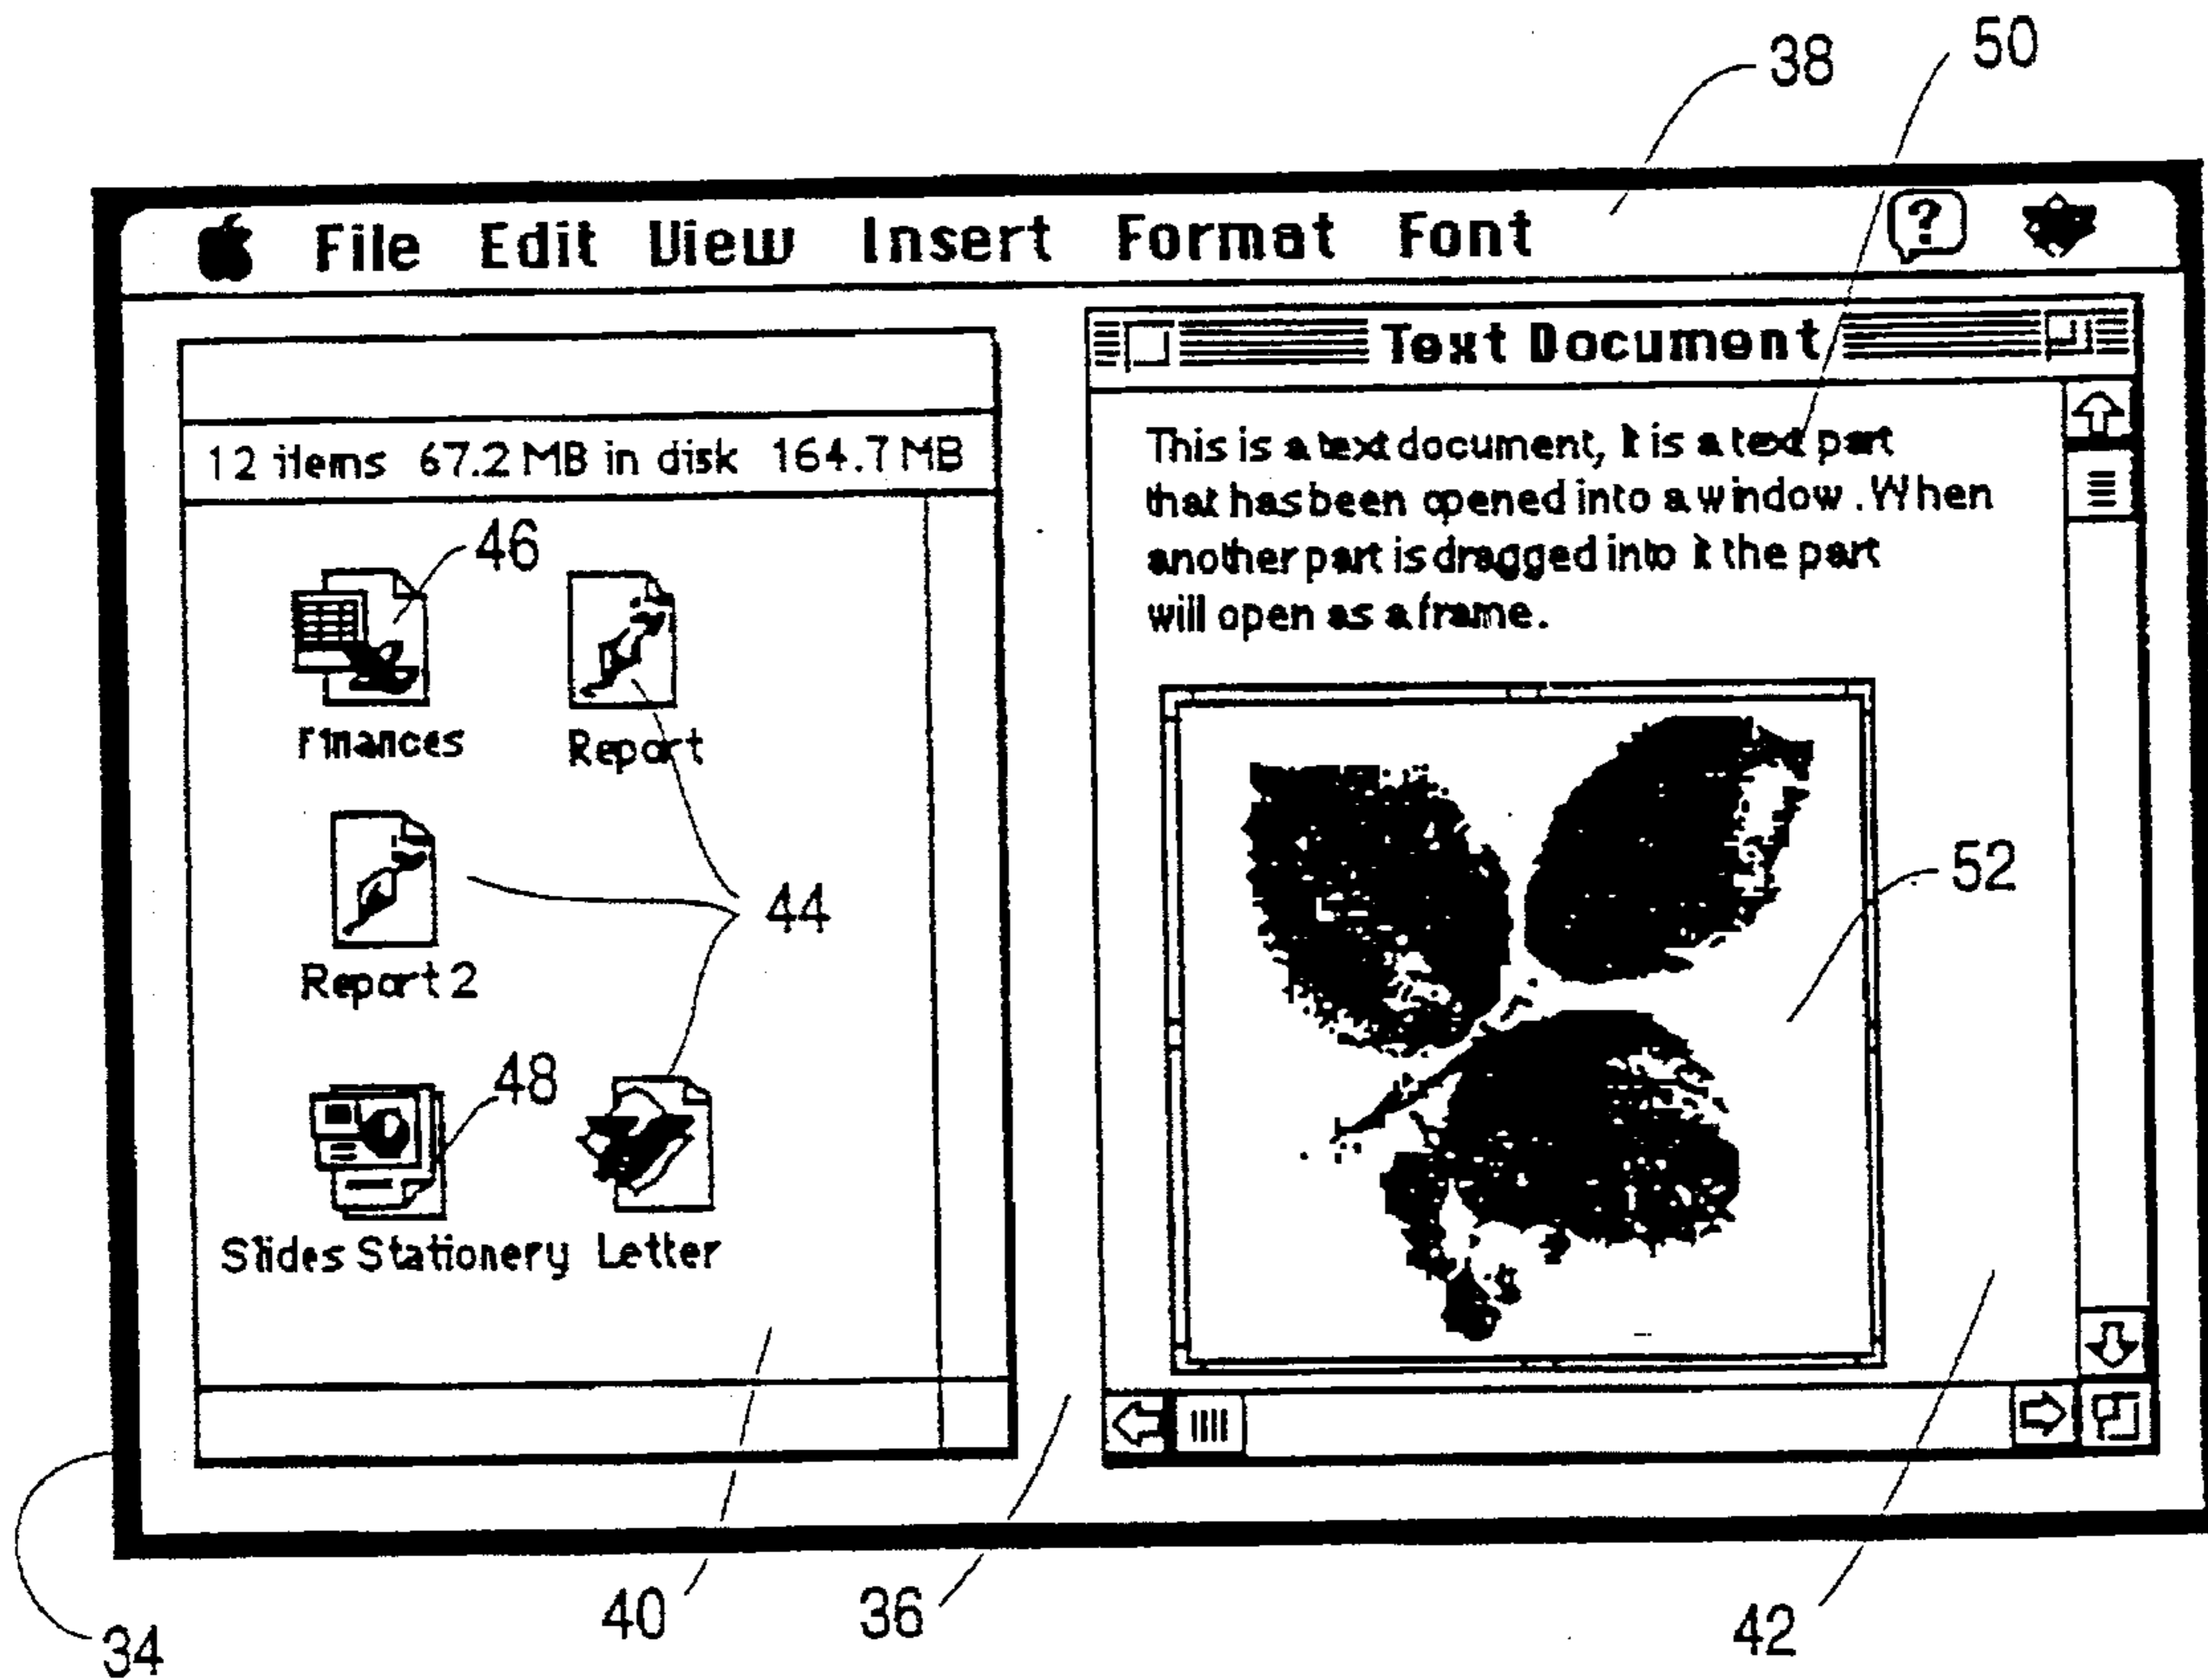 38
50
File Edit View Insert Format Font
?
Text Document
12 items 67.2 MB in disk 164.7 MB
This is a text document, it is a text part
that has been opened into a window. When
another part is dragged into it the part
will open as a frame.
46
Finances
Report
44
Report 2
52
48
Slides Stationery
Letter
34
40
36
42